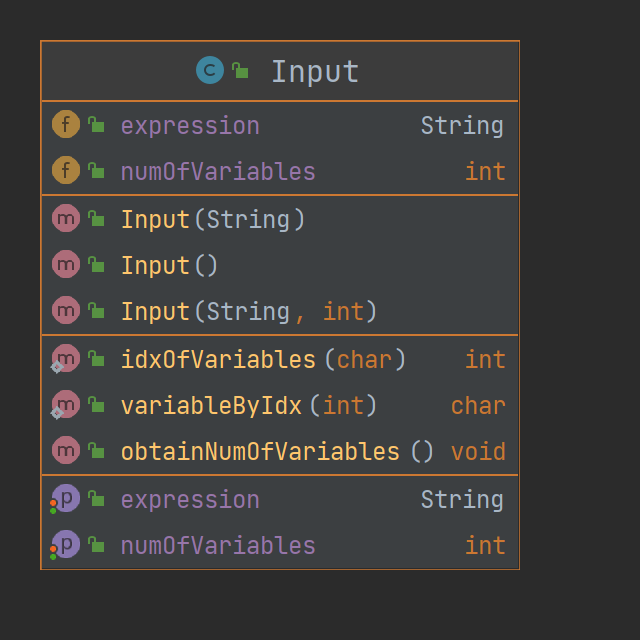 C Input
f expression String
f numOfVariables int
m Input(String)
m Input()
m Input(String, int)
m idxOfVariables(char) int
m variableByIdx(int) char
m obtainNumOfVariables() void
p expression String
p numOfVariables int